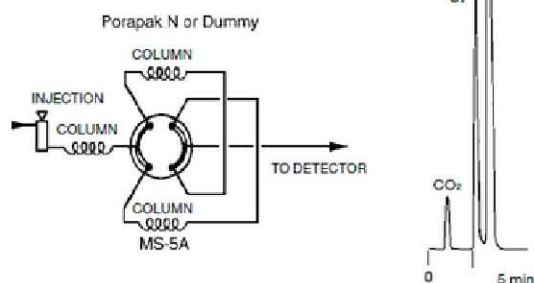 Porapak N or Dummy
COLUMN
INJECTION
COLUMN
TO DETECTOR
COLUMN
MS-5A
CO₂
0
5 min